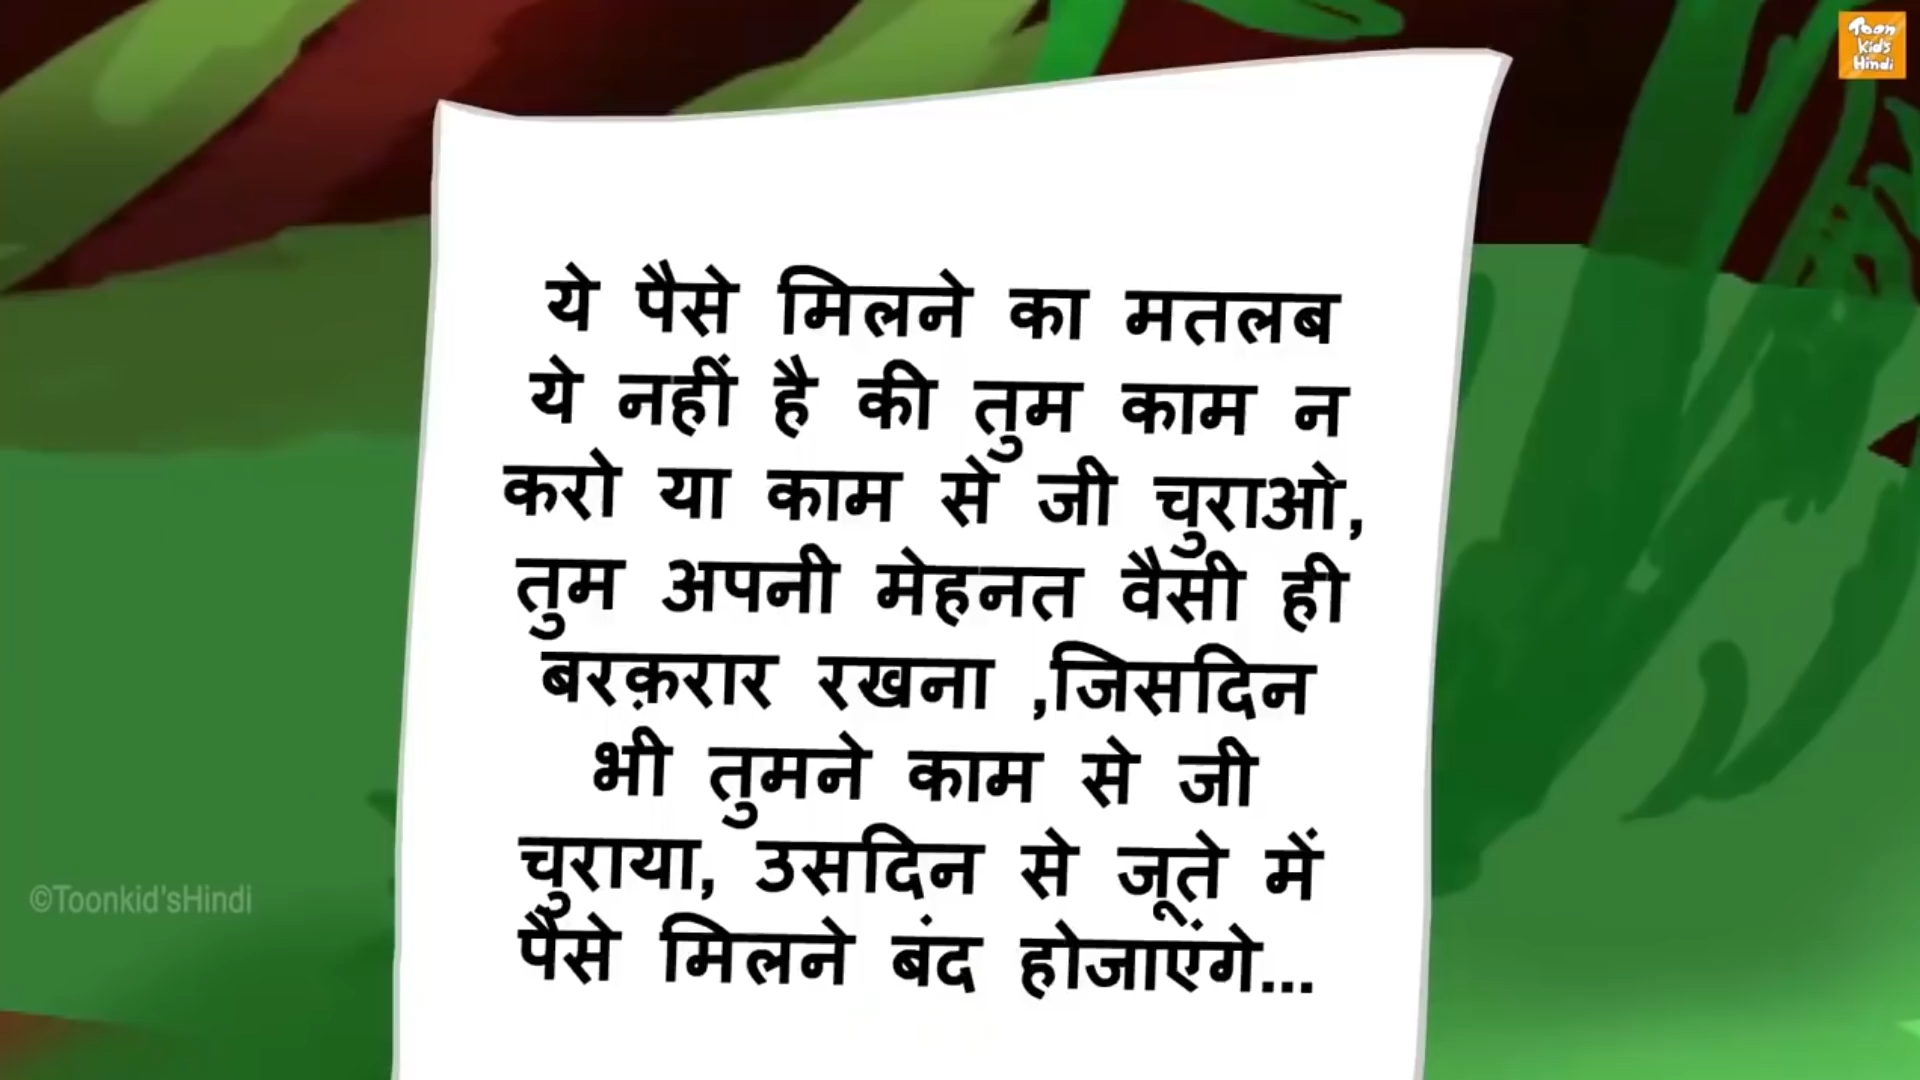 Toon
Kids
Hindi
ये पैसे मिलने का मतलब
ये नहीं है की तुम काम न
करो या काम से जी चुराओ,
तुम अपनी मेहनत वैसी ही
बरक़रार रखना ,जिसदिन
भी तुमने काम से जी
चुराया, उसदिन से जूते में
पैसे मिलने बंद होजाएंगे...
©Toonkid'sHindi